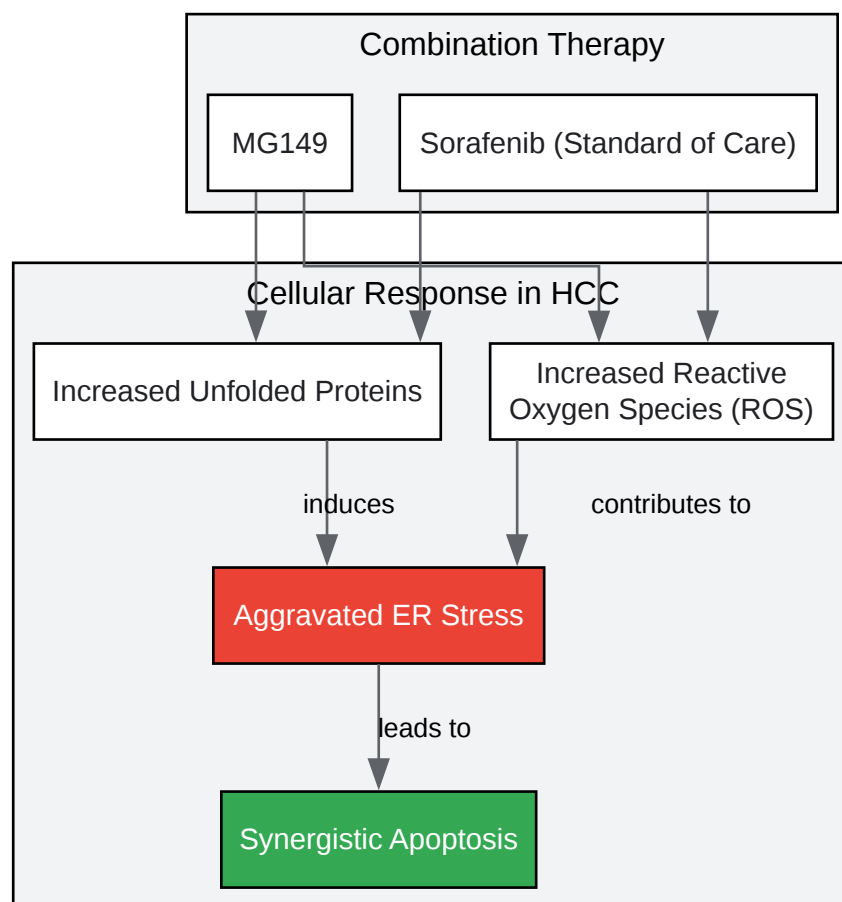 Combination Therapy
MG149
Sorafenib (Standard of Care)
Cellular Response in HCC
Increased Unfolded Proteins
Increased Reactive
Oxygen Species (ROS)
induces
contributes to
Aggravated ER Stress
leads to
Synergistic Apoptosis